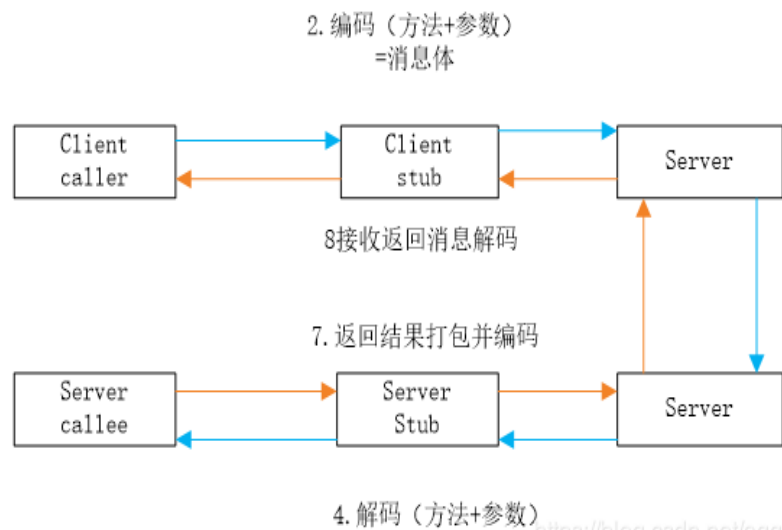 2.编码（方法+参数）
=消息体
Client
caller
Client
stub
Server
8接收返回消息解码
7.返回结果打包并编码
Server
callee
Server
Stub
Server
4.解码（方法+参数）